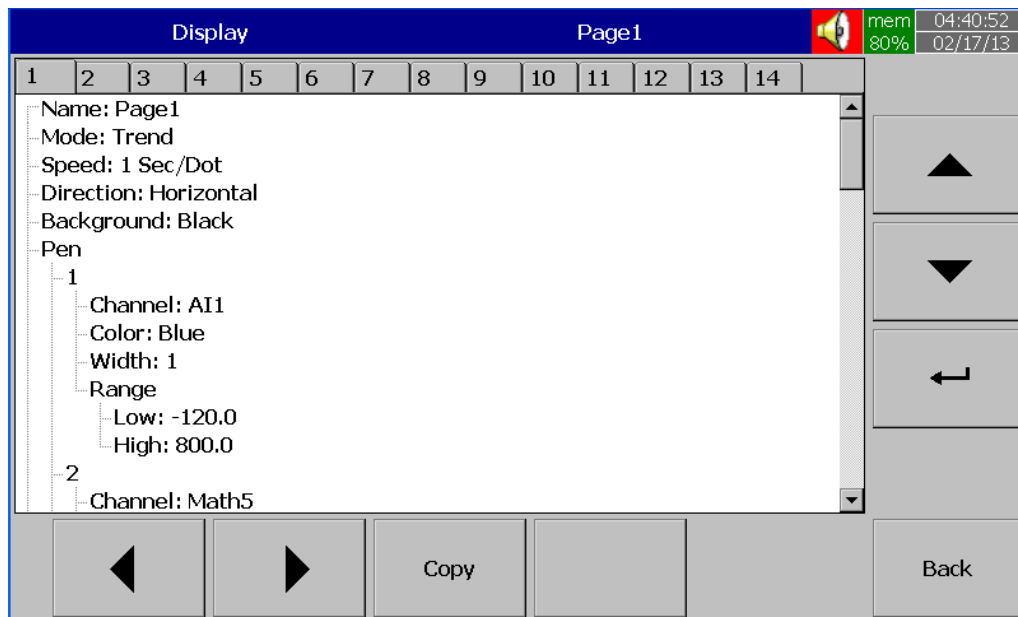 Display Page1 mem 04:40:52
80% 02/17/13
1 2 3 4 5 6 7 8 9 10 11 12 13 14
Name: Page1
Mode: Trend
Speed: 1 Sec/Dot
Direction: Horizontal
Background: Black
Pen
1
Channel: AI1
Color: Blue
Width: 1
Range
Low: -120.0
High: 800.0
2
Channel: Math5
Copy Back